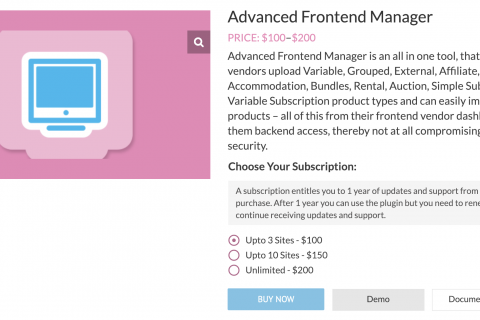 Advanced Frontend Manager
PRICE: $100–$200
Advanced Frontend Manager is an all in one tool, that
vendors upload Variable, Grouped, External, Affiliate,
Accommodation, Bundles, Rental, Auction, Simple Sub
Variable Subscription product types and can easily im
products – all of this from their frontend vendor dash
them backend access, thereby not at all compromising
security.
Choose Your Subscription:
A subscription entitles you to 1 year of updates and support from
purchase. After 1 year you can use the plugin but you need to rene
continue receiving updates and support.
Upto 3 Sites - $100
Upto 10 Sites - $150
Unlimited - $200
BUY NOW
Demo
Docume